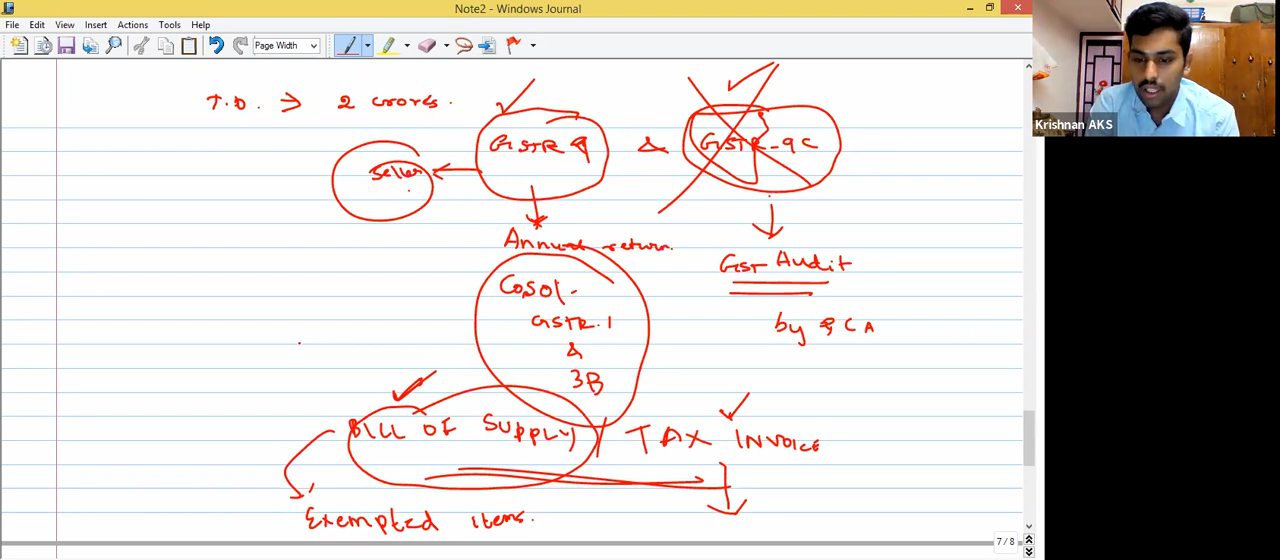 Note2 - Windows Journal
File Edit View Insert Actions Tools Help
Page Width
Krishnan AKS
T.O. → 2 crores.
GSTR 9 & GSTR-9C
Seller
Annual return.
GST Audit
Cosol-
GSTR.1
by CA
&
3B
BILL OF SUPPLY / TAX INVOICE
Exempted items.
7 / 8